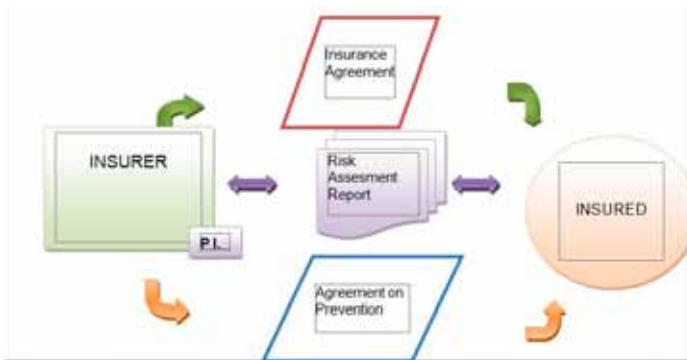 Insurance
Agreement
INSURER
Risk
Assesment
Report
INSURED
P.I.
Agreement on
Prevention